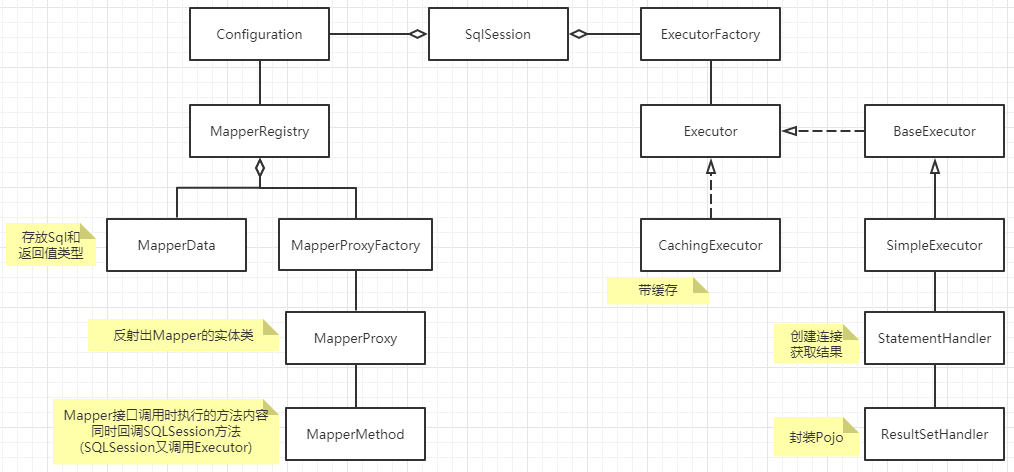 Configuration
SqlSession
ExecutorFactory
MapperRegistry
Executor
BaseExecutor
存放Sql和
返回值类型
MapperData
MapperProxyFactory
CachingExecutor
SimpleExecutor
带缓存
反射出Mapper的实体类
MapperProxy
创建连接
获取结果
StatementHandler
Mapper接口调用时执行的方法内容
同时回调SQLSession方法
(SQLSession又调用Executor)
MapperMethod
封装Pojo
ResultSetHandler